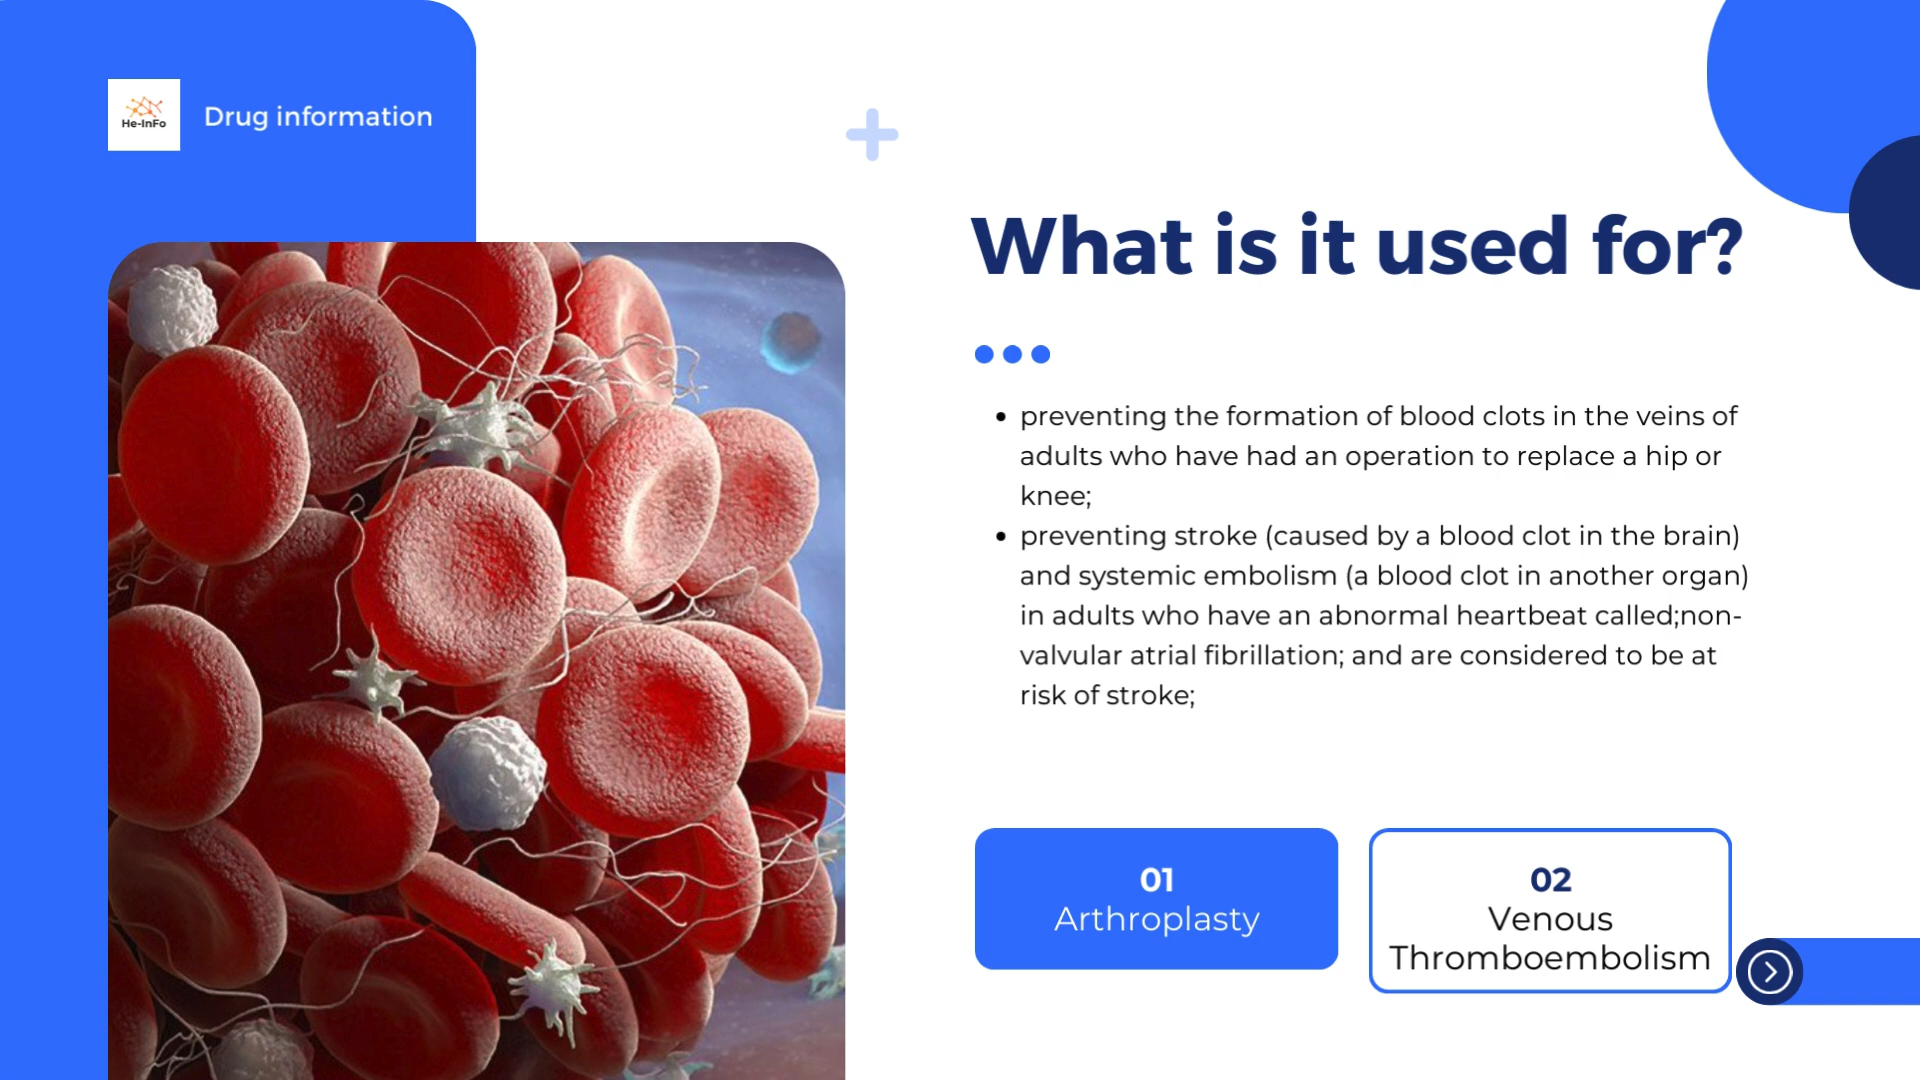 He-InFo
Drug information
What is it used for?
• preventing the formation of blood clots in the veins of
adults who have had an operation to replace a hip or
knee;
• preventing stroke (caused by a blood clot in the brain)
and systemic embolism (a blood clot in another organ)
in adults who have an abnormal heartbeat called;non-
valvular atrial fibrillation; and are considered to be at
risk of stroke;
01
Arthroplasty
02
Venous
Thromboembolism